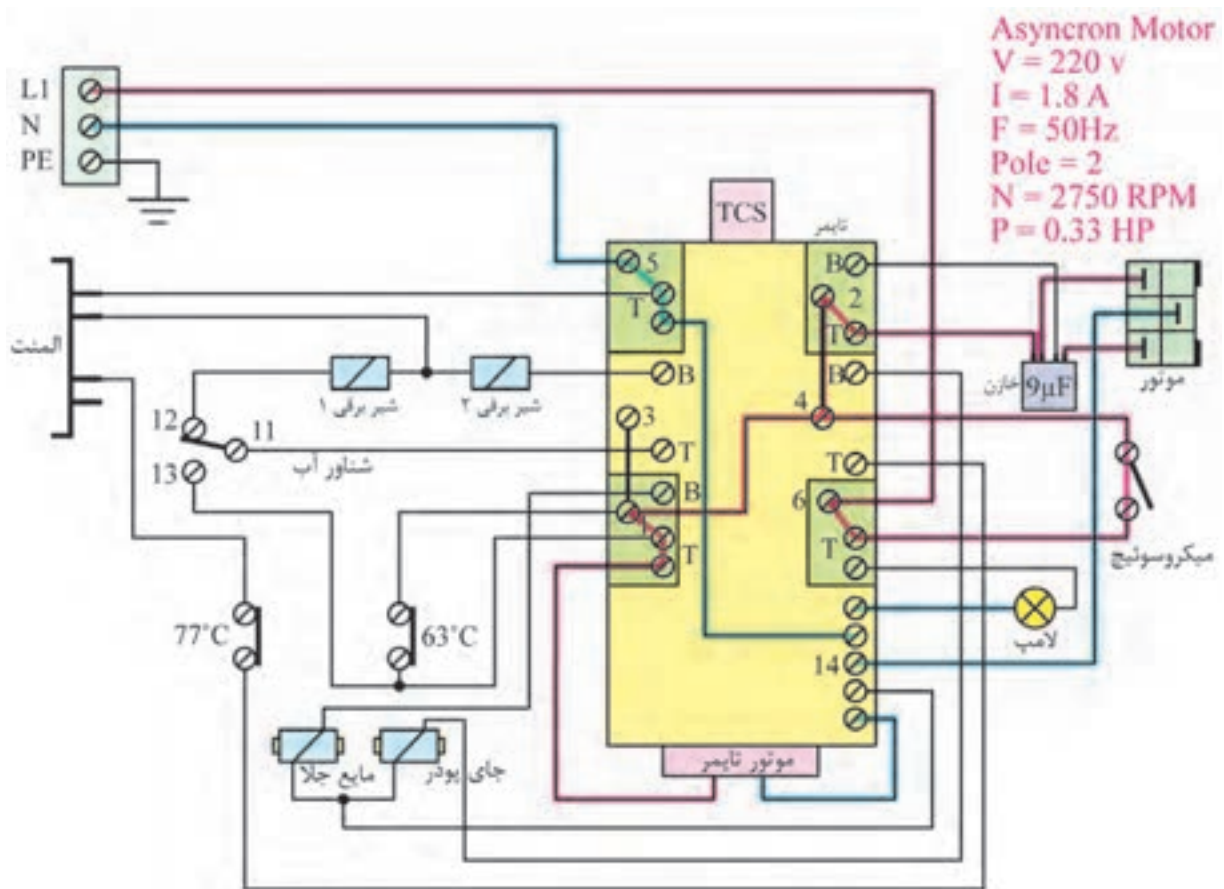 Asyncron Motor
V = 220 v
I = 1.8 A
F = 50Hz
Pole = 2
N = 2750 RPM
P = 0.33 HP
L1
N
PE
TCS
تایمر
5
T
B
2
T
B
9µF
خازن
موتور
المنت
شیر برقی ۱
شیر برقی ۲
B
12
11
13
شناور آب
3
T
4
T
B
T
6
T
میکروسوئیچ
77°C
63°C
لامپ
14
مایع جلا
جای پودر
موتور تایمر